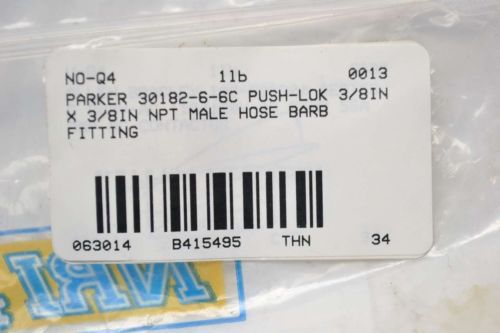 NO-Q4 1lb 0013
PARKER 30182-6-6C PUSH-LOK 3/8IN
X 3/8IN NPT MALE HOSE BARB
FITTING
063014 B415495 THN 34